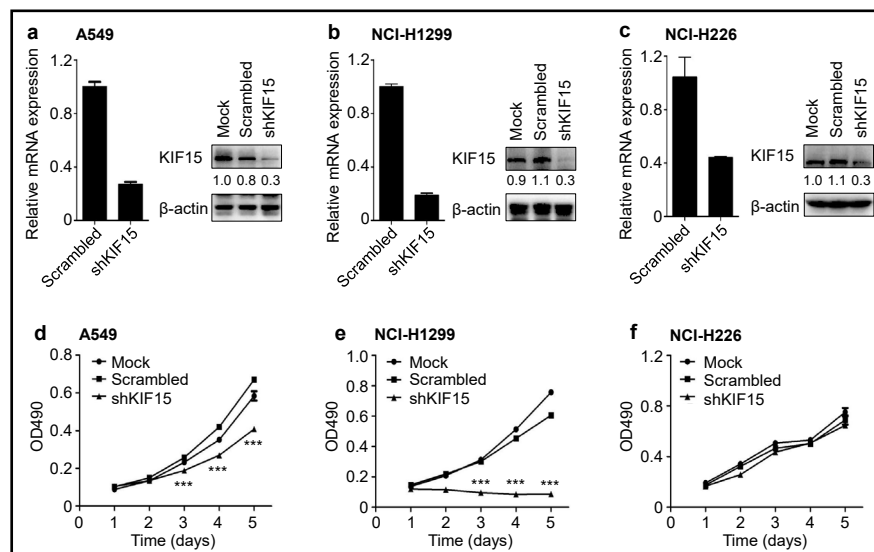 a A549
Relative mRNA expression
1.2
0.8
0.4
0
Scrambled
shKIF15
Mock
Scrambled
shKIF15
KIF15
1.0 0.8 0.3
β-actin
b NCI-H1299
Relative mRNA expression
1.2
0.8
0.4
0
Scrambled
shKIF15
Mock
Scrambled
shKIF15
KIF15
0.9 1.1 0.3
β-actin
c NCI-H226
Relative mRNA expression
1.2
0.8
0.4
0
Scrambled
shKIF15
Mock
Scrambled
shKIF15
KIF15
1.0 1.1 0.3
β-actin
d A549
OD490
0.8
0.6
0.4
0.2
0
Mock
Scrambled
shKIF15
***
***
***
1 2 3 4 5
Time (days)
e NCI-H1299
OD490
1.0
0.8
0.6
0.4
0.2
0
Mock
Scrambled
shKIF15
*** *** ***
0 1 2 3 4 5
Time (days)
f NCI-H226
OD490
1.2
0.8
0.4
0
Mock
Scrambled
shKIF15
0 1 2 3 4 5
Time (days)